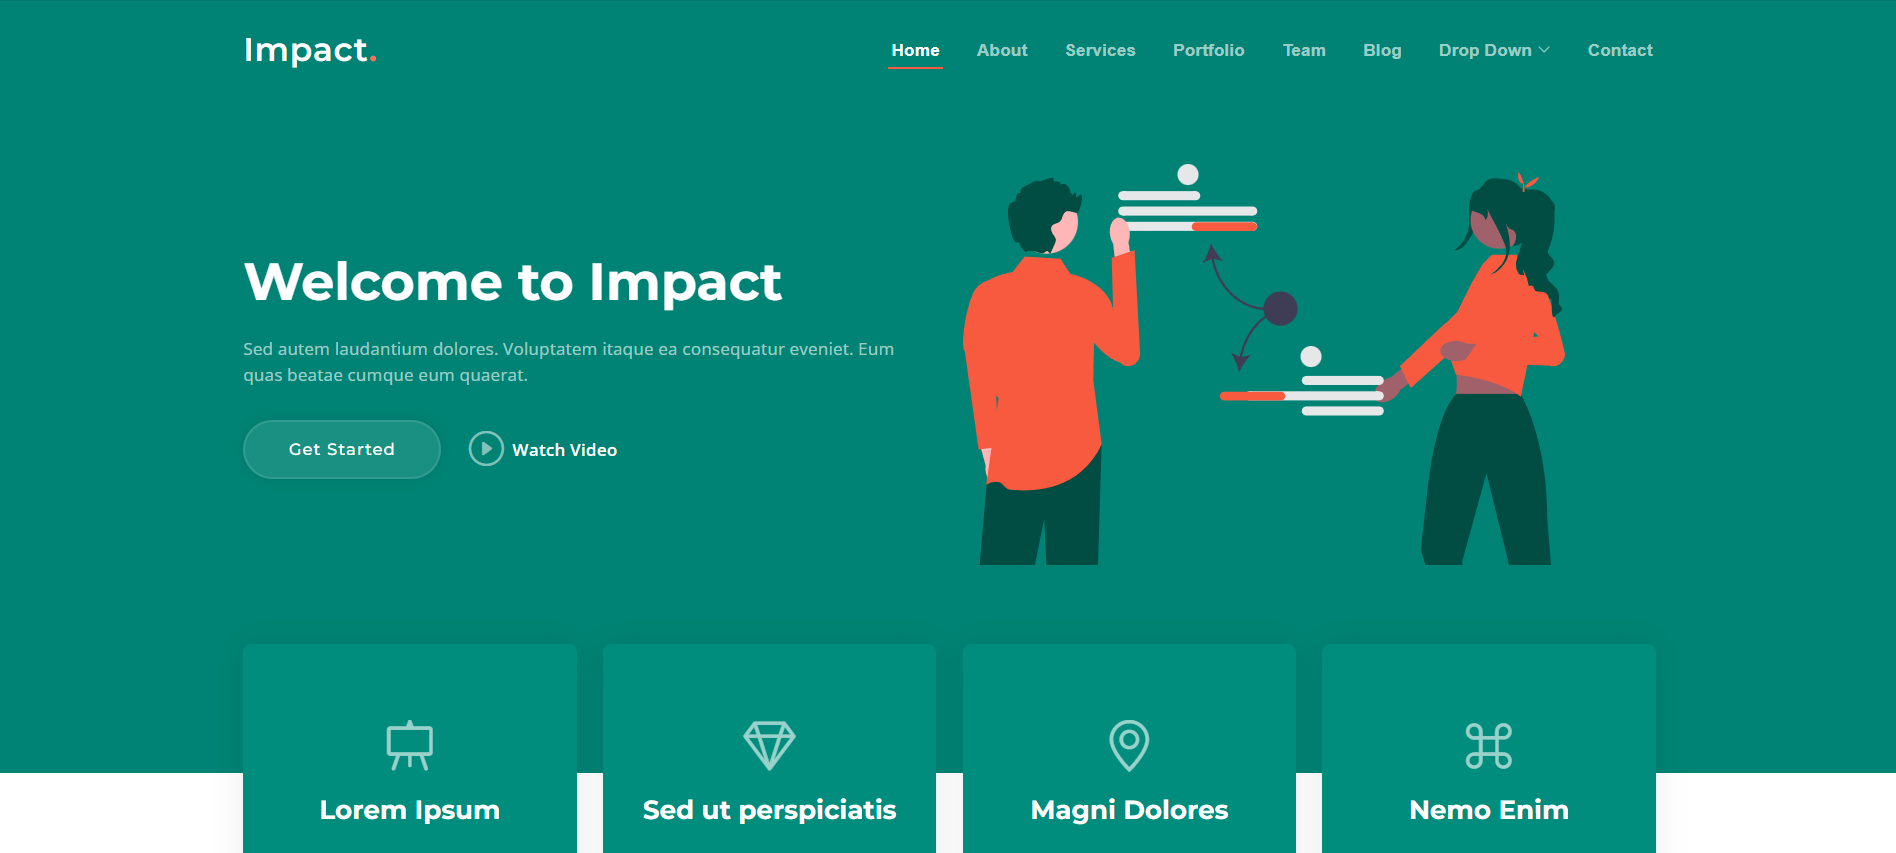 Impact.
Home About Services Portfolio Team Blog Drop Down Contact
Welcome to Impact
Sed autem laudantium dolores. Voluptatem itaque ea consequatur eveniet. Eum
quas beatae cumque eum quaerat.
Get Started
Watch Video
Lorem Ipsum
Sed ut perspiciatis
Magni Dolores
Nemo Enim